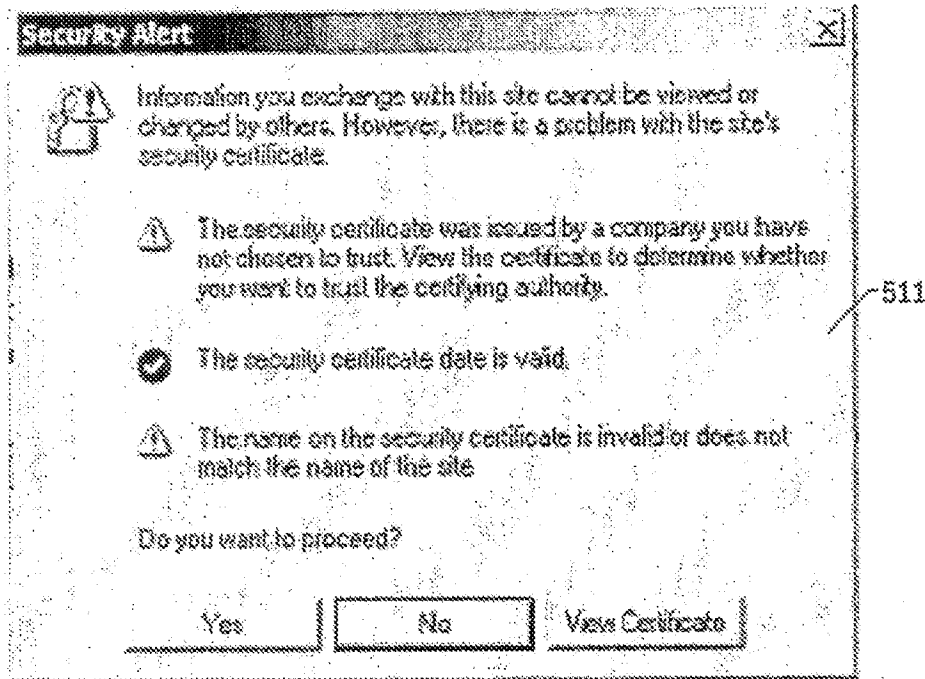 Security Alert
Information you exchange with this site cannot be viewed or
changed by others. However, there is a problem with the site's
security certificate.
The security certificate was issued by a company you have
not chosen to trust. View the certificate to determine whether
you want to trust the certifying authority.
511
The security certificate date is valid.
The name on the security certificate is invalid or does not
match the name of the site
Do you want to proceed?
Yes No View Certificate